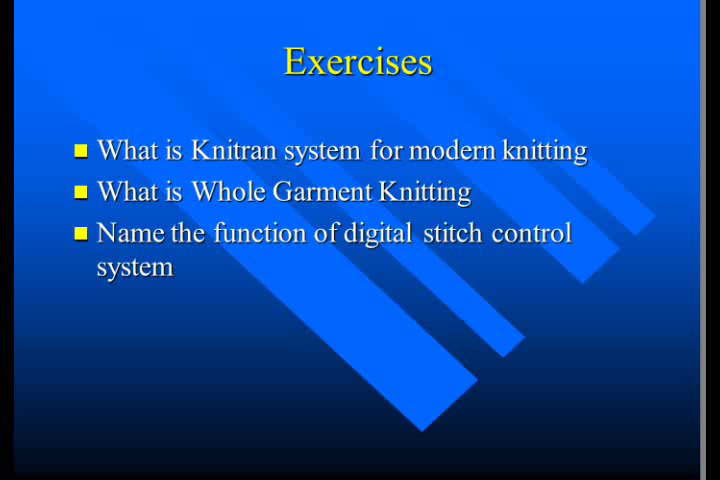 Exercises
What is Knitran system for modern knitting
What is Whole Garment Knitting
Name the function of digital stitch control
system